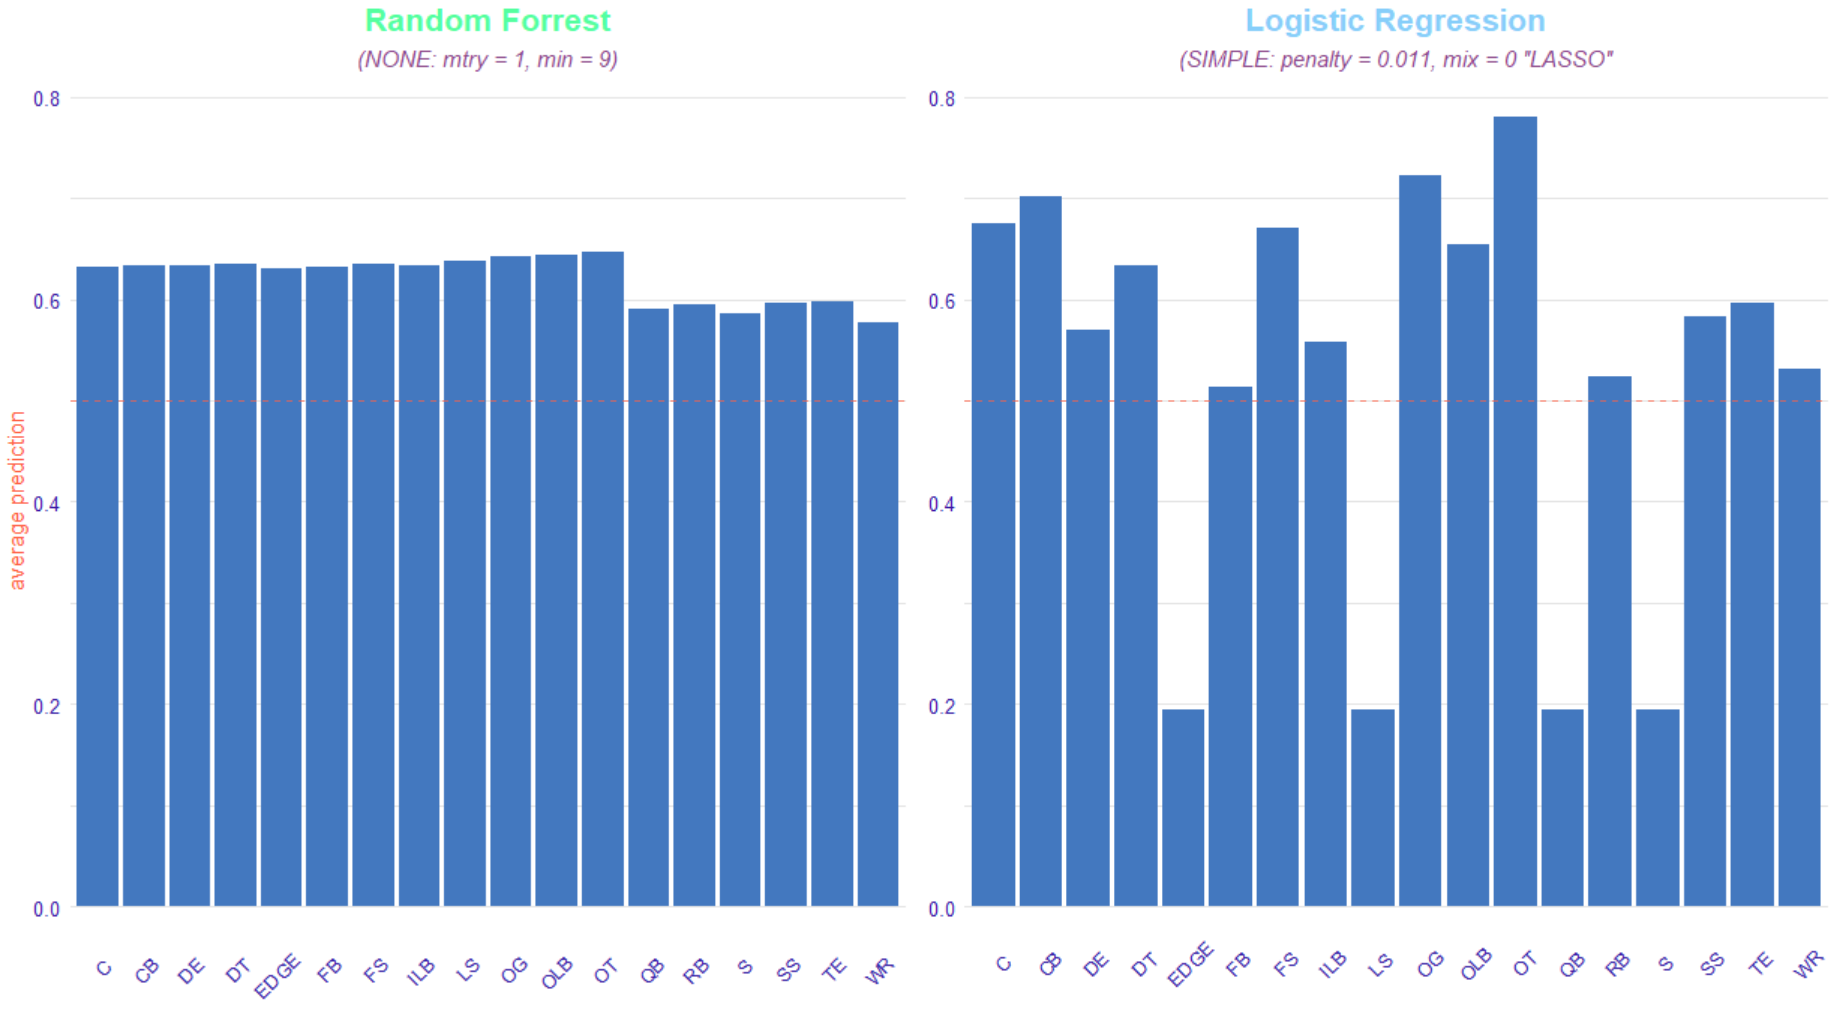 Random Forrest
(NONE: mtry = 1, min = 9)
0.8
0.6
0.4
0.2
0.0
average prediction
C CB DE DT EDGE FB FS ILB LS OG OLB OT QB RB S SS TE WR
Logistic Regression
(SIMPLE: penalty = 0.011, mix = 0 "LASSO"
0.8
0.6
0.4
0.2
0.0
C CB DE DT EDGE FB FS ILB LS OG OLB OT QB RB S SS TE WR